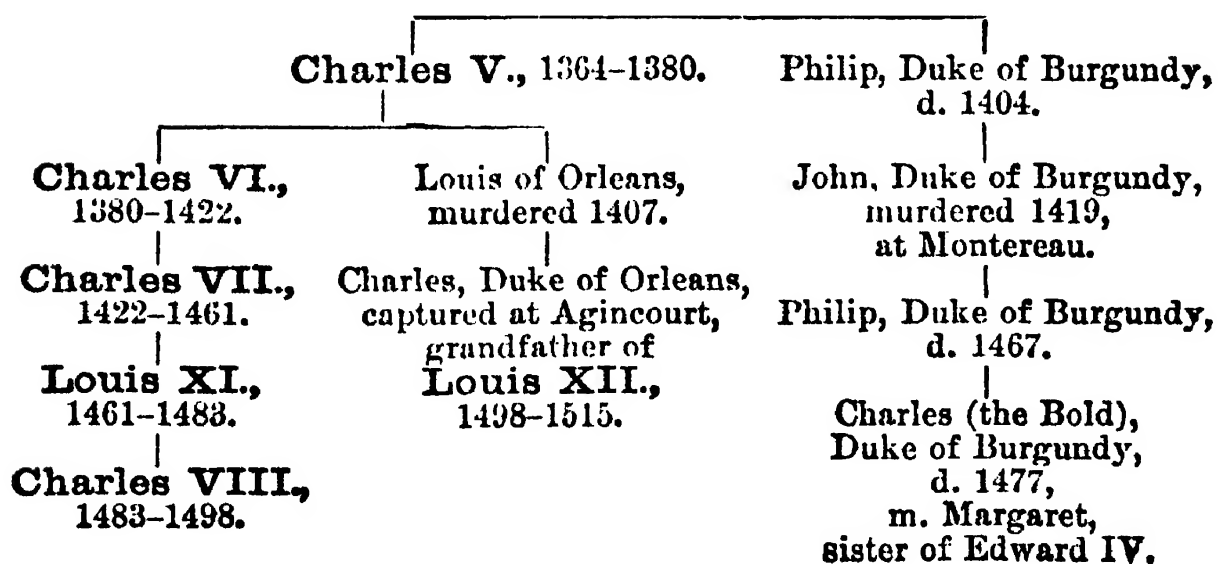 Charles V., 1364–1380.
Philip, Duke of Burgundy,
d. 1404.
Charles VI.,
1380–1422.
Louis of Orleans,
murdered 1407.
John, Duke of Burgundy,
murdered 1419,
at Montereau.
Charles VII.,
1422–1461.
Charles, Duke of Orleans,
captured at Agincourt,
grandfather of
Louis XII.,
1498–1515.
Philip, Duke of Burgundy,
d. 1467.
Louis XI.,
1461–1483.
Charles (the Bold),
Duke of Burgundy,
d. 1477,
m. Margaret,
sister of Edward IV.
Charles VIII.,
1483–1498.